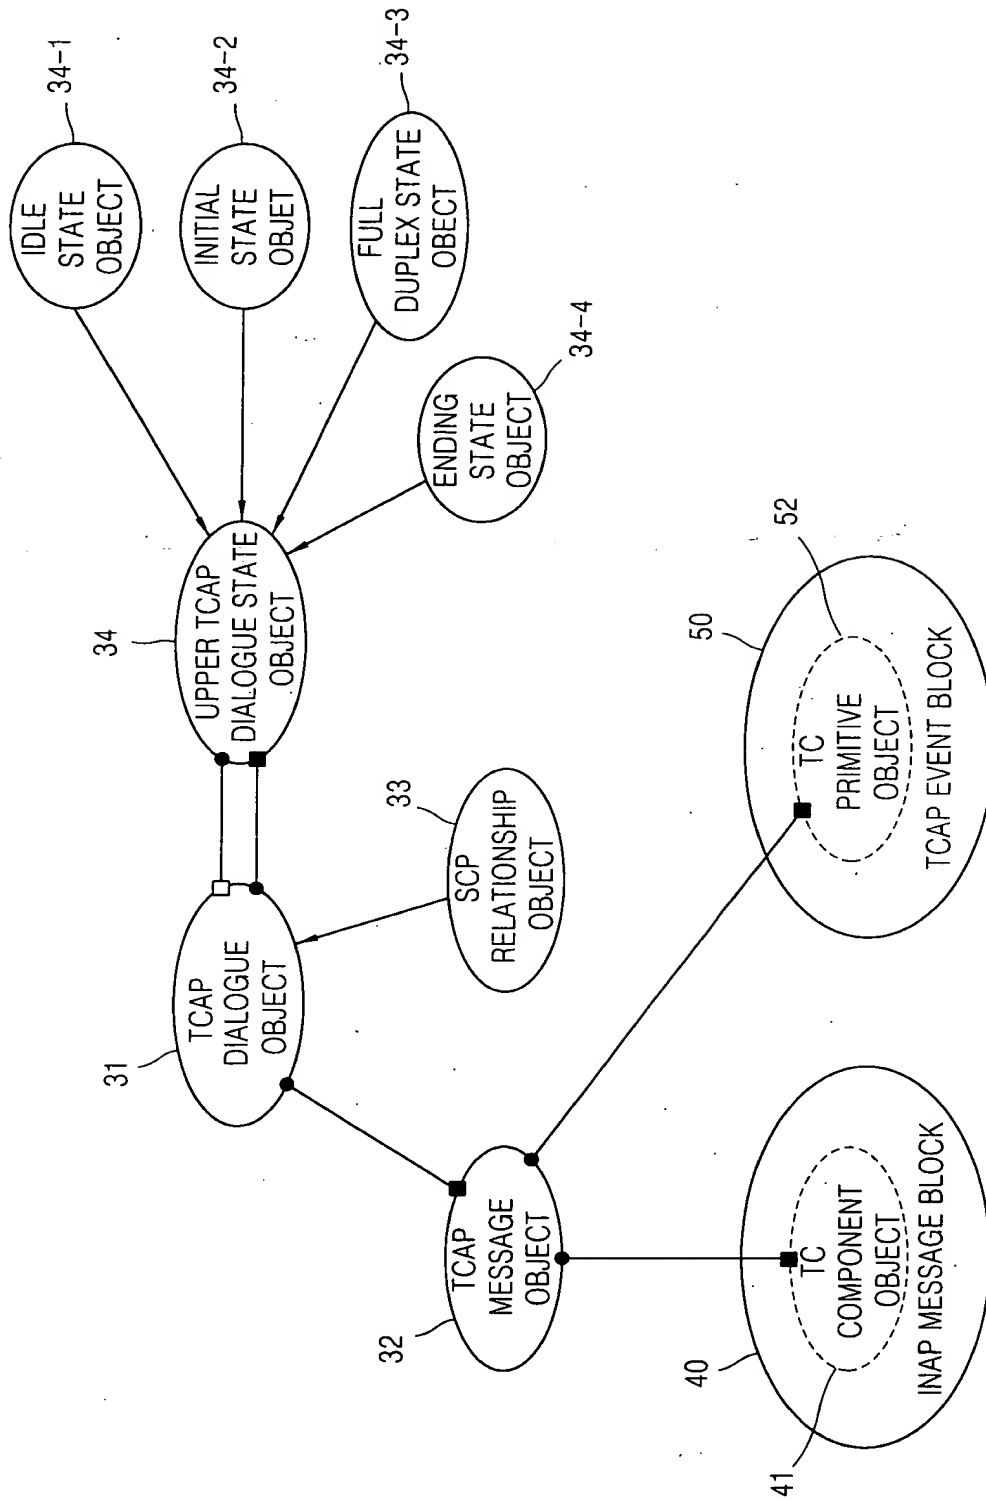 31
TCAP
DIALOGUE
OBJECT
34
UPPER TCAP
DIALOGUE STATE
OBJECT
IDLE
STATE
OBJECT
34-1
INITIAL
STATE
OBJET
34-2
FULL
DUPLEX STATE
OBECT
34-3
ENDING
STATE
OBJECT
34-4
33
SCP
RELATIONSHIP
OBJECT
32
TCAP
MESSAGE
OBJECT
40
41
TC
COMPONENT
OBJECT
INAP MESSAGE BLOCK
50
52
TC
PRIMITIVE
OBJECT
TCAP EVENT BLOCK